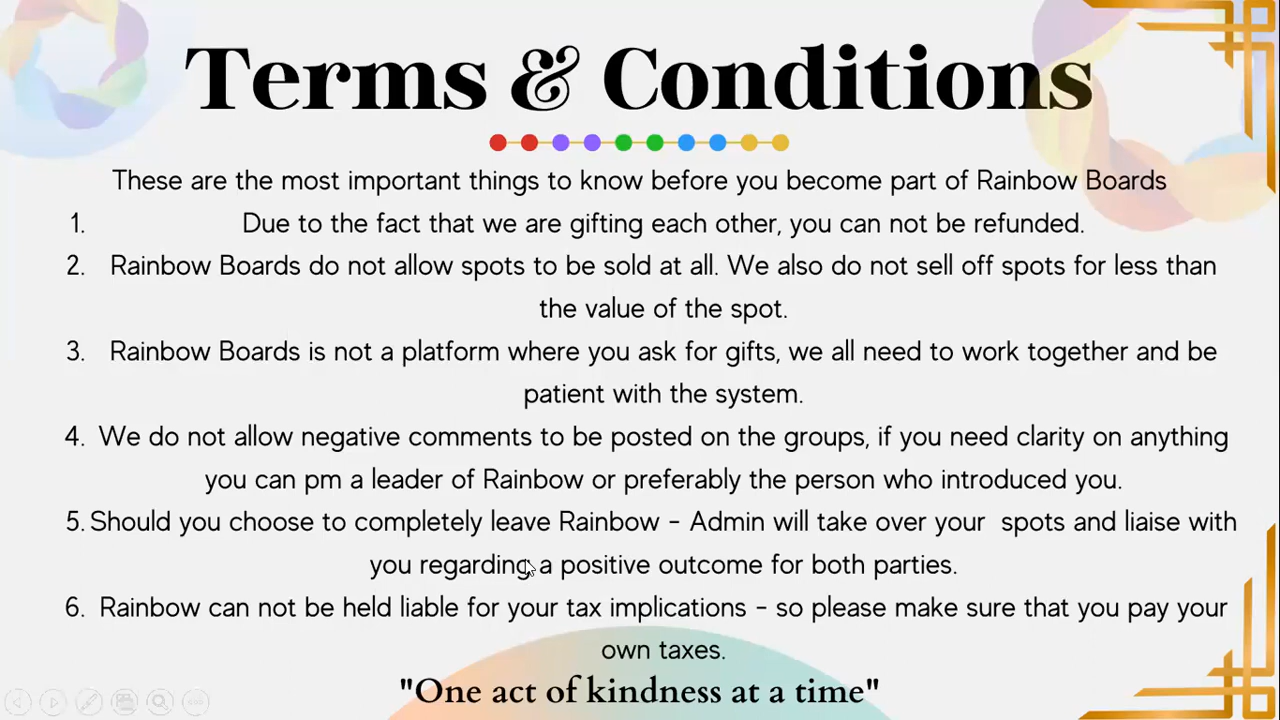 Terms & Conditions
These are the most important things to know before you become part of Rainbow Boards
1. Due to the fact that we are gifting each other, you can not be refunded.
2. Rainbow Boards do not allow spots to be sold at all. We also do not sell off spots for less than
the value of the spot.
3. Rainbow Boards is not a platform where you ask for gifts, we all need to work together and be
patient with the system.
4. We do not allow negative comments to be posted on the groups, if you need clarity on anything
you can pm a leader of Rainbow or preferably the person who introduced you.
5. Should you choose to completely leave Rainbow - Admin will take over your spots and liaise with
you regarding a positive outcome for both parties.
6. Rainbow can not be held liable for your tax implications - so please make sure that you pay your
own taxes.
"One act of kindness at a time"